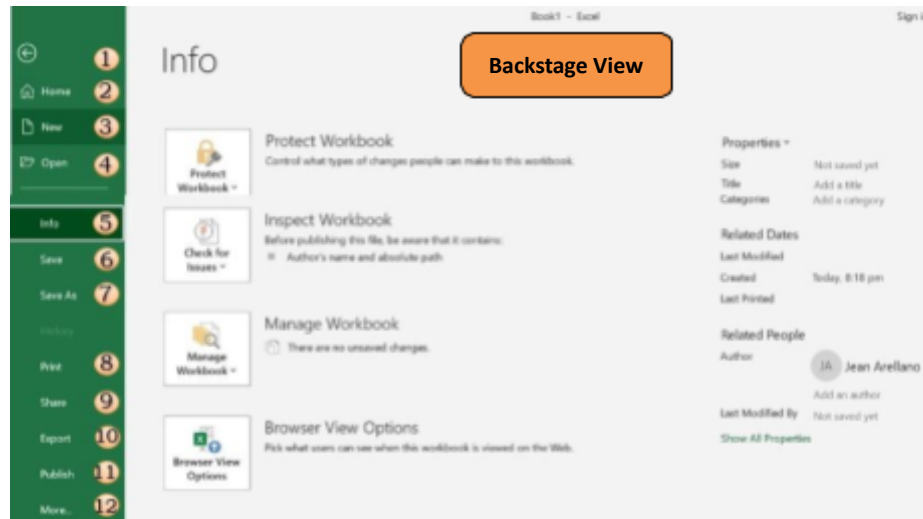 Book1 - Excel
Sign i
Info
Backstage View
1
Home 2
New 3
Open 4
Info 5
Save 6
Save As 7
History
Print 8
Share 9
Export 10
Publish 11
More... 12
Protect Workbook
Protect Workbook
Control what types of changes people can make to this workbook.
Check for Issues
Inspect Workbook
Before publishing this file, be aware that it contains:
Author's name and absolute path
Manage Workbook
Manage Workbook
There are no unsaved changes.
Browser View Options
Browser View Options
Pick what users can see when this workbook is viewed on the Web.
Properties
Size Not saved yet
Title Add a title
Categories Add a category
Related Dates
Last Modified
Created Today, 8:18 pm
Last Printed
Related People
Author JA Jean Arellano
Add an author
Last Modified By Not saved yet
Show All Properties